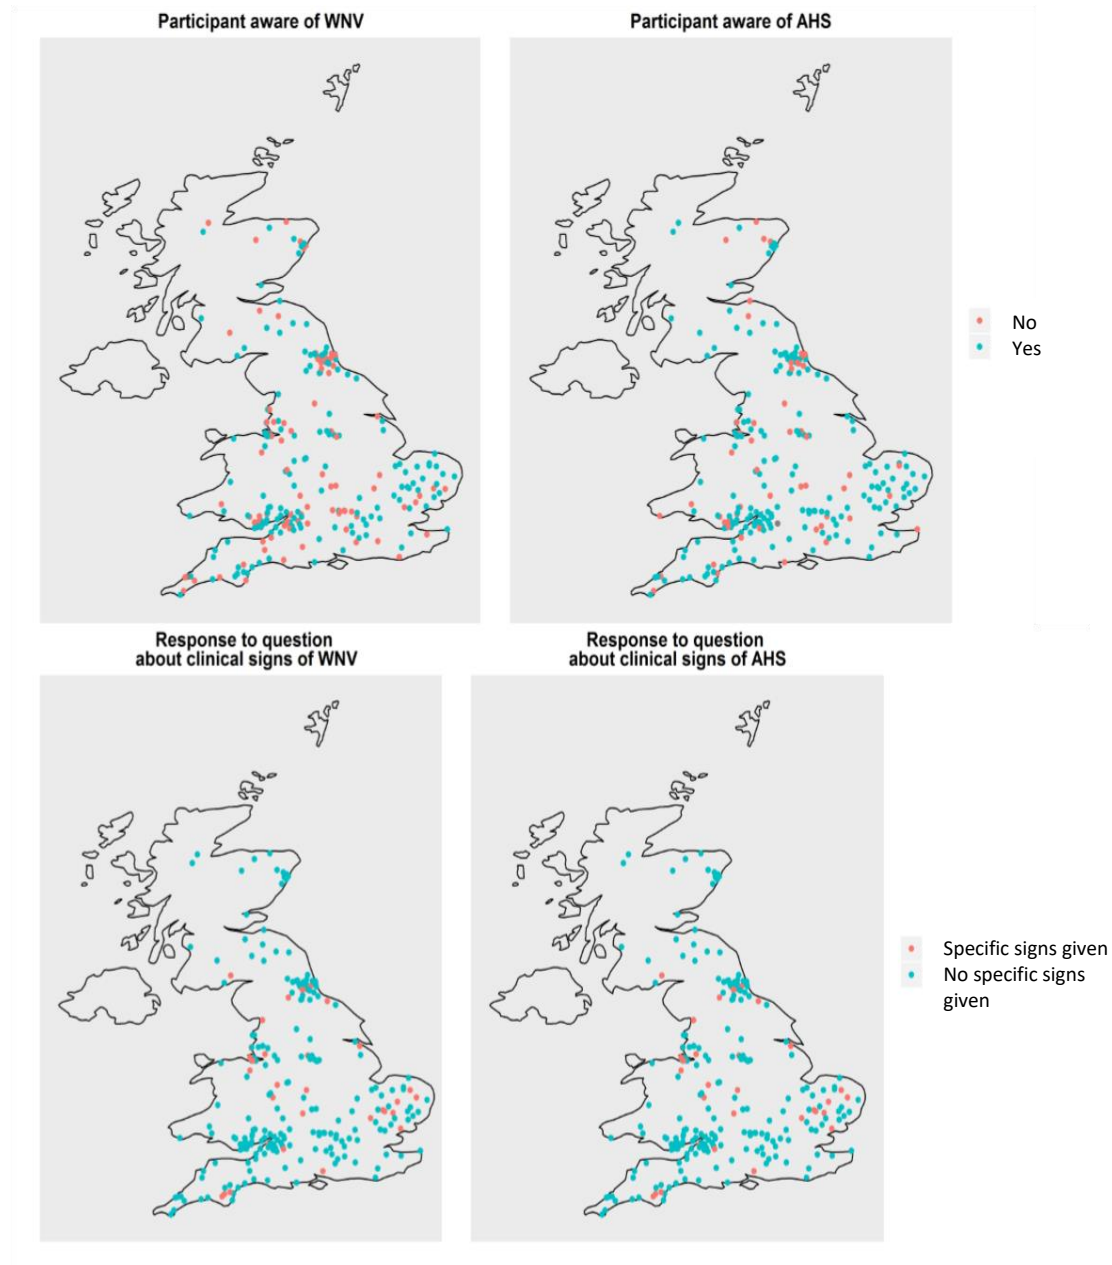 Participant aware of WNV
Participant aware of AHS
No
Yes
Response to question
about clinical signs of WNV
Response to question
about clinical signs of AHS
Specific signs given
No specific signs
given